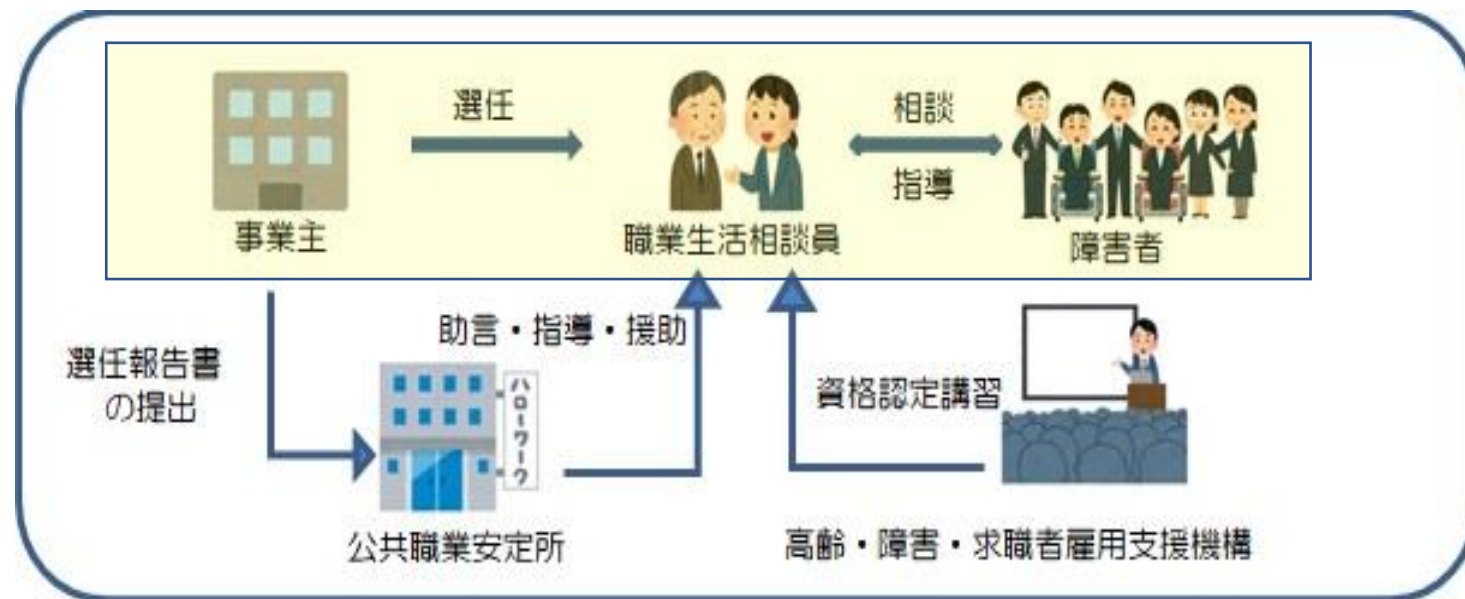 選任
相談
指導
事業主
職業生活相談員
障害者
助言・指導・援助
選任報告書
の提出
ハローワーク
資格認定講習
公共職業安定所
高齢・障害・求職者雇用支援機構